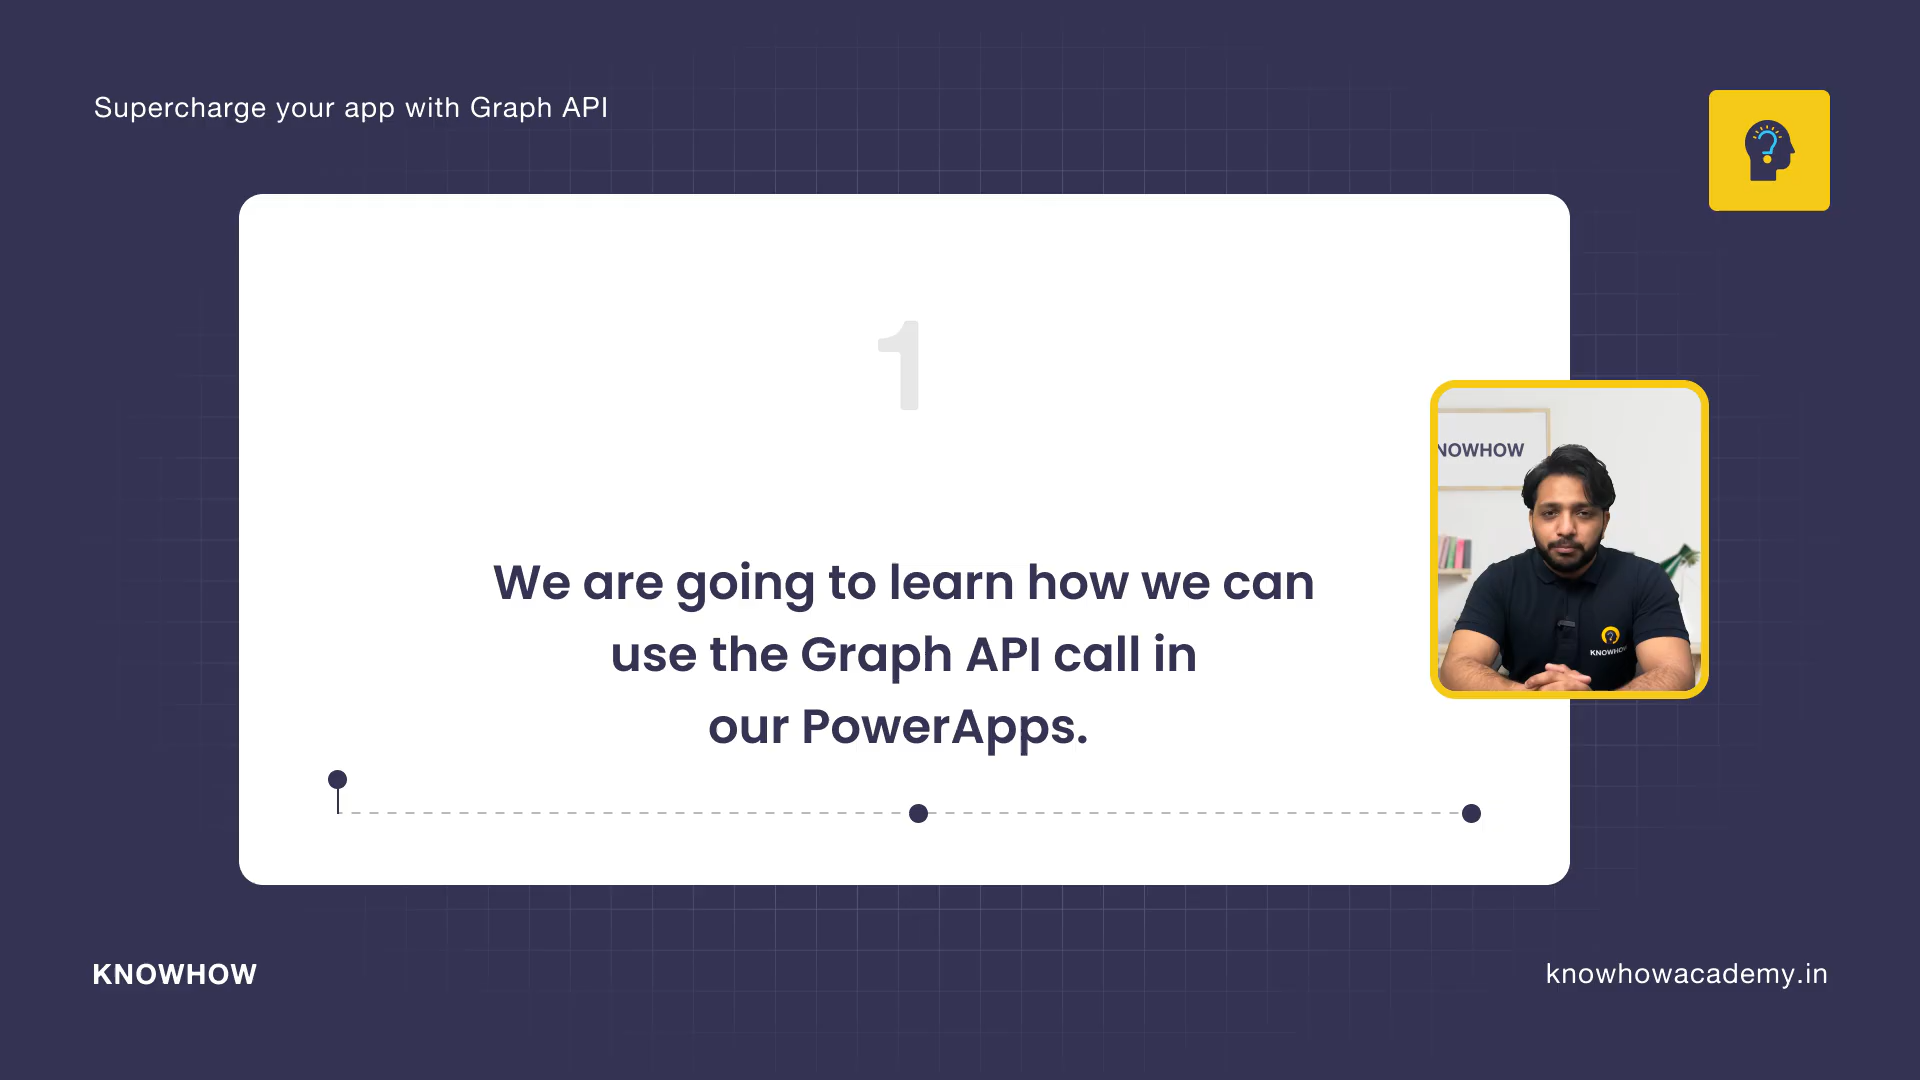 Supercharge your app with Graph API
1
We are going to learn how we can
use the Graph API call in
our PowerApps.
NOWHOW
KNOWHOW
KNOWHOW
knowhowacademy.in